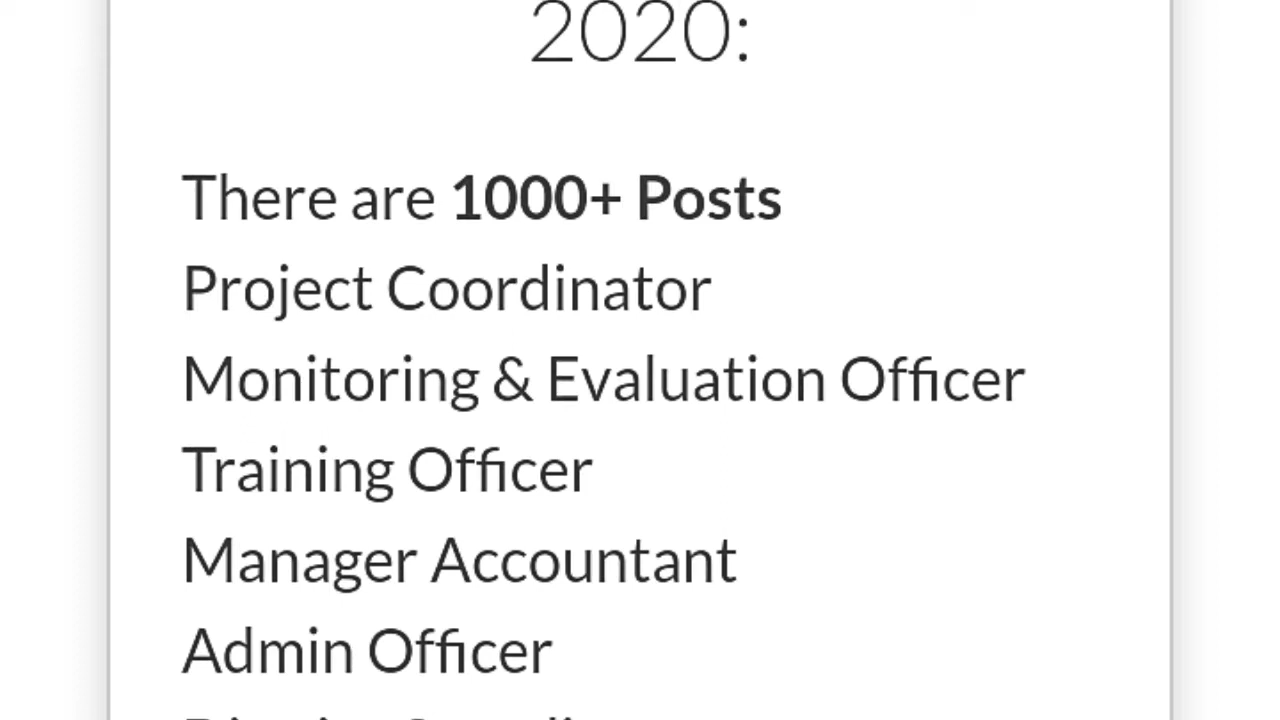 2020:
There are 1000+ Posts
Project Coordinator
Monitoring & Evaluation Officer
Training Officer
Manager Accountant
Admin Officer